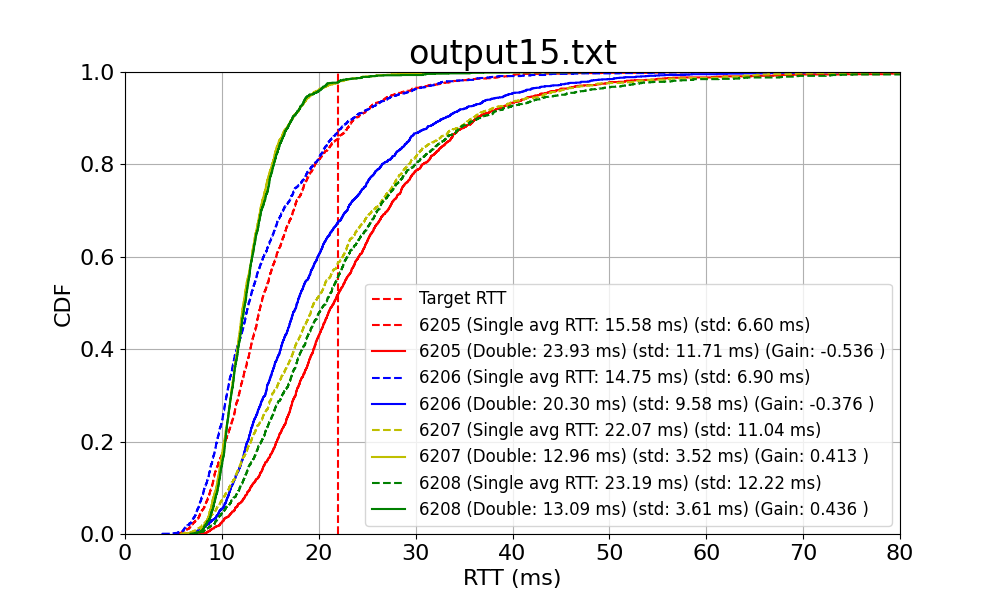 output15.txt
1.0
0.8
0.6
0.4
0.2
0.0
CDF
Target RTT
6205 (Single avg RTT: 15.58 ms) (std: 6.60 ms)
6205 (Double: 23.93 ms) (std: 11.71 ms) (Gain: -0.536 )
6206 (Single avg RTT: 14.75 ms) (std: 6.90 ms)
6206 (Double: 20.30 ms) (std: 9.58 ms) (Gain: -0.376 )
6207 (Single avg RTT: 22.07 ms) (std: 11.04 ms)
6207 (Double: 12.96 ms) (std: 3.52 ms) (Gain: 0.413 )
6208 (Single avg RTT: 23.19 ms) (std: 12.22 ms)
6208 (Double: 13.09 ms) (std: 3.61 ms) (Gain: 0.436 )
0 10 20 30 40 50 60 70 80
RTT (ms)